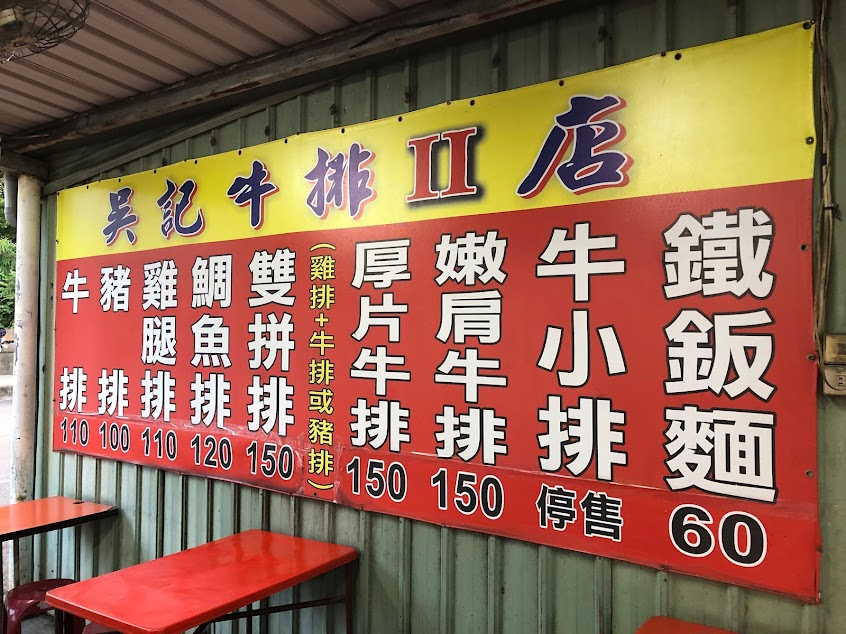 吳記牛排II店
鐵鈑麵
60
牛小排
停售
嫩肩牛排
150
厚片牛排
150
(雞排+牛排或豬排)
雙拼排
150
鯛魚排
120
雞腿排
110
豬排
100
牛排
110